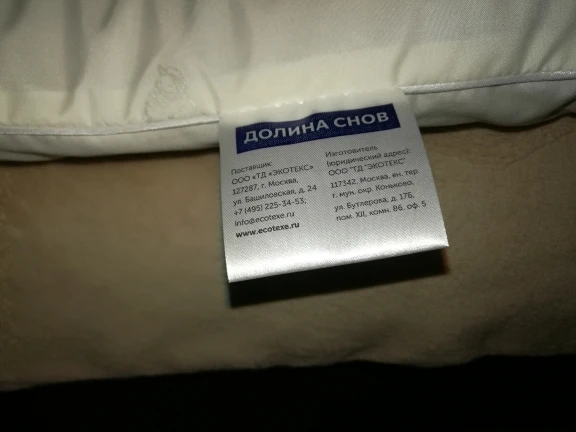 ДОЛИНА СНОВ
Поставщик:
ООО «ТД «ЭКОТЕКС»
127287, г. Москва,
ул. Башиловская, д. 24
+7 (495) 225-34-53;
info@ecotexe.ru
www.ecotexe.ru
Изготовитель
(юридический адрес):
ООО "ТД "ЭКОТЕКС"
117342, Москва, вн. тер.
г. мун. окр. Коньково,
ул. Бутлерова, д. 17Б,
пом. XII, комн. 86, оф. 5